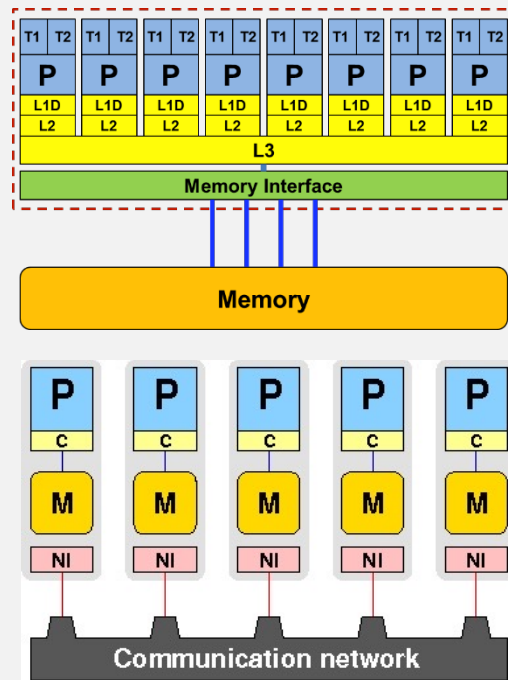 T1 T2 T1 T2 T1 T2 T1 T2 T1 T2 T1 T2 T1 T2 T1 T2
P P P P P P P P
L1D L1D L1D L1D L1D L1D L1D L1D
L2 L2 L2 L2 L2 L2 L2 L2
L3
Memory Interface
Memory
P P P P P
C C C C C
M M M M M
NI NI NI NI NI
Communication network